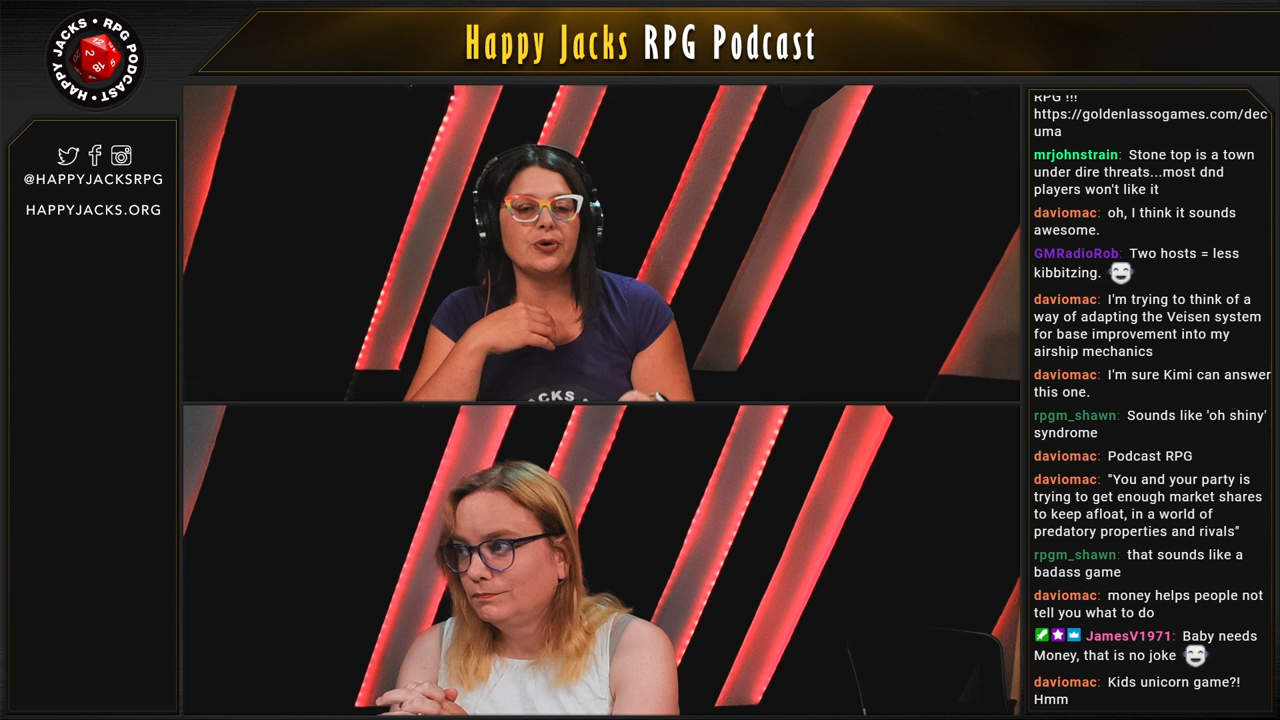 HAPPY JACKS • RPG PODCAST •
Happy Jacks RPG Podcast
@HAPPYJACKSRPG
HAPPYJACKS.ORG
CKS
RPG !!!
https://goldenlassogames.com/dec
uma
mrjohnstrain: Stone top is a town
under dire threats...most dnd
players won't like it
daviomac: oh, I think it sounds
awesome.
GMRadioRob: Two hosts = less
kibbitzing.
daviomac: I'm trying to think of a
way of adapting the Veisen system
for base improvement into my
airship mechanics
daviomac: I'm sure Kimi can answer
this one.
rpgm_shawn: Sounds like 'oh shiny'
syndrome
daviomac: Podcast RPG
daviomac: "You and your party is
trying to get enough market shares
to keep afloat, in a world of
predatory properties and rivals"
rpgm_shawn: that sounds like a
badass game
daviomac: money helps people not
tell you what to do
JamesV1971: Baby needs
Money, that is no joke
daviomac: Kids unicorn game?!
Hmm